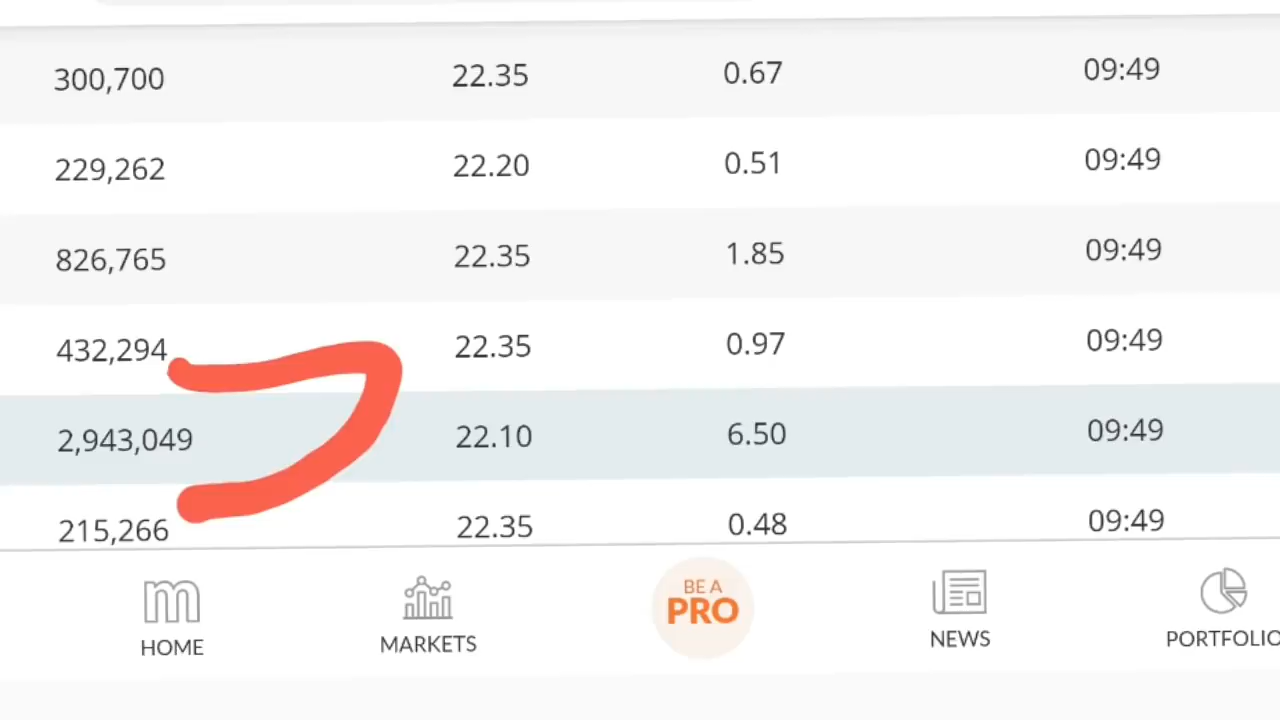 300,700 22.35 0.67 09:49
229,262 22.20 0.51 09:49
826,765 22.35 1.85 09:49
432,294 22.35 0.97 09:49
2,943,049 22.10 6.50 09:49
215,266 22.35 0.48 09:49
m
HOME
MARKETS
BE A
PRO
NEWS
PORTFOLIO